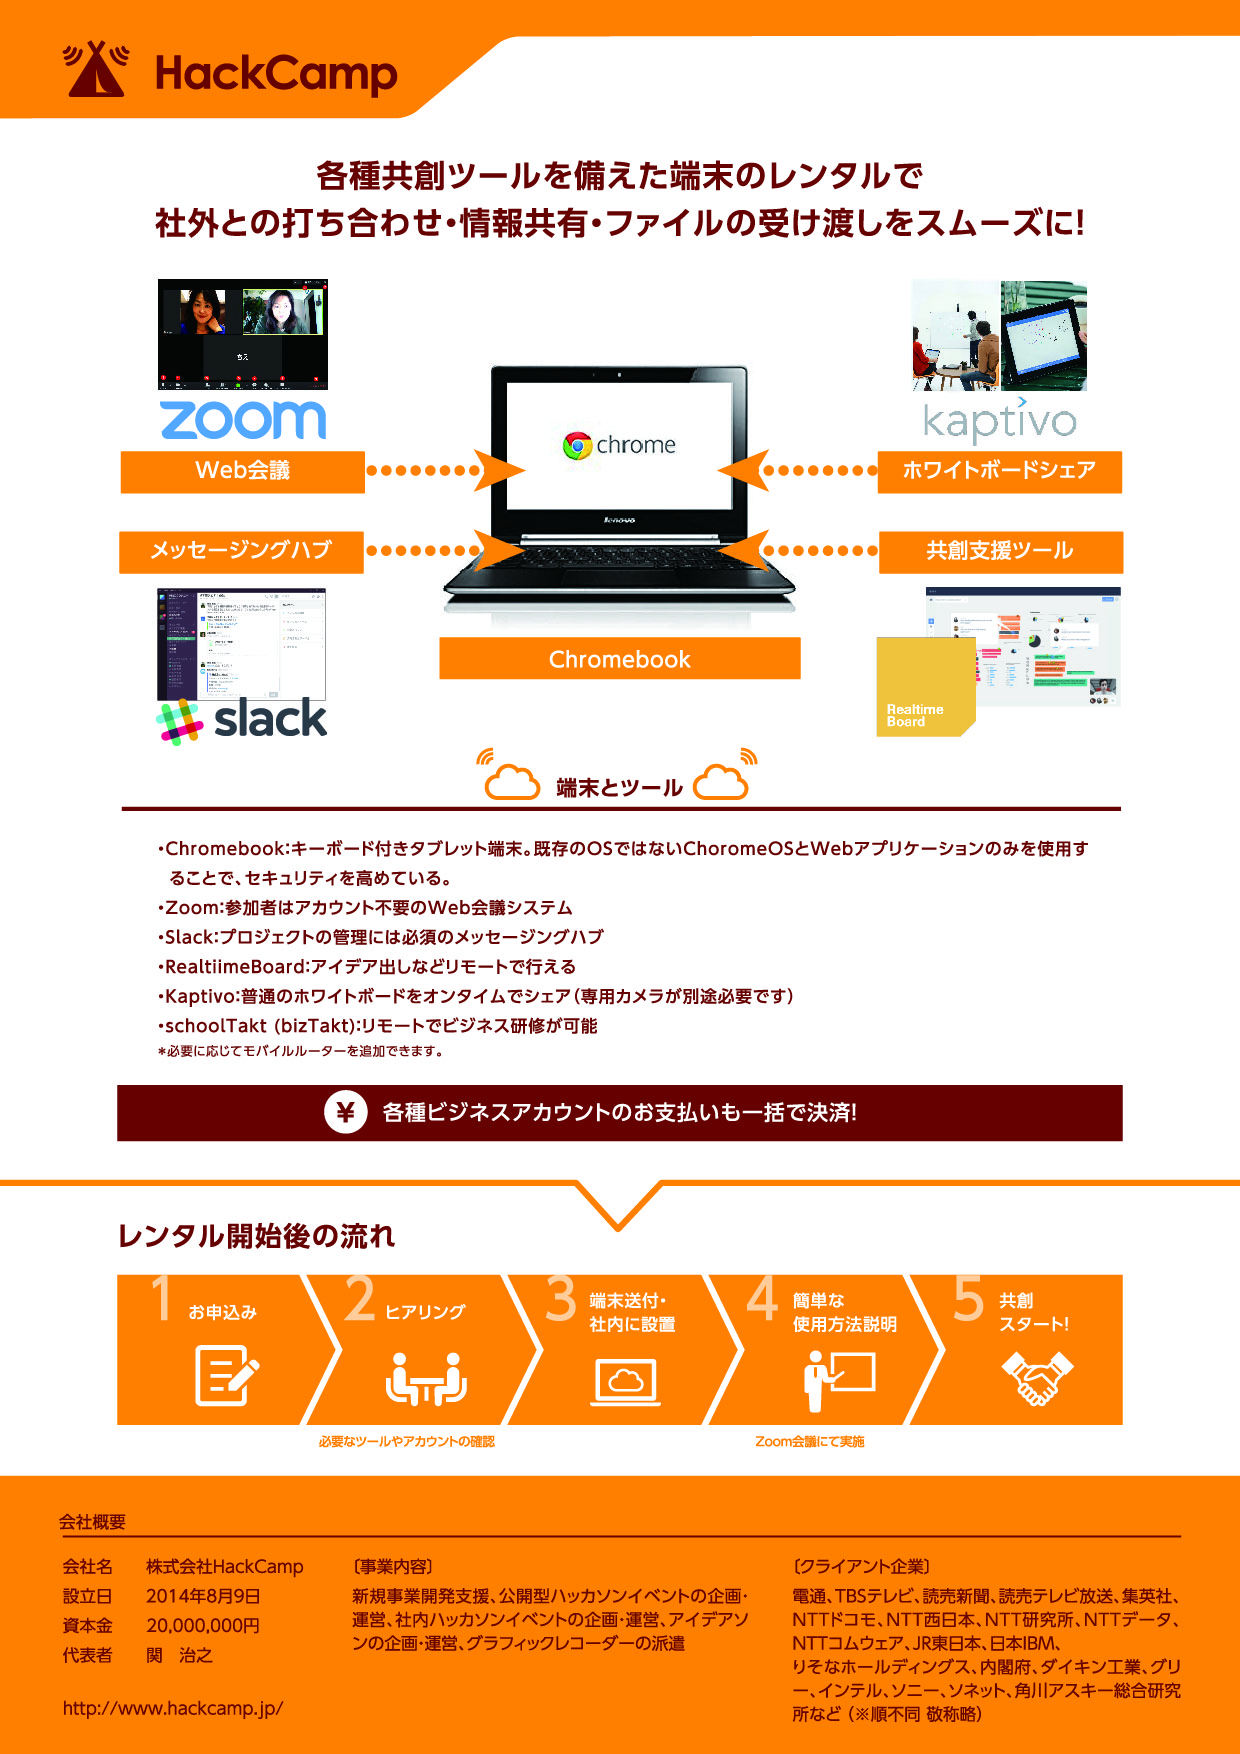 HackCamp
各種共創ツールを備えた端末のレンタルで
社外との打ち合わせ・情報共有・ファイルの受け渡しをスムーズに!
ちえ
zoom
Web会議
kaptivo
ホワイトボードシェア
chrome
lenovo
メッセージングハブ
共創支援ツール
slack
Chromebook
Realtime
Board
端末とツール
・Chromebook:キーボード付きタブレット端末。既存のOSではないChoromeOSとWebアプリケーションのみを使用す
ることで、セキュリティを高めている。
・Zoom:参加者はアカウント不要のWeb会議システム
・Slack:プロジェクトの管理には必須のメッセージングハブ
・RealtiimeBoard:アイデア出しなどリモートで行える
・Kaptivo:普通のホワイトボードをオンタイムでシェア(専用カメラが別途必要です)
・schoolTakt (bizTakt):リモートでビジネス研修が可能
*必要に応じてモバイルルーターを追加できます。
¥ 各種ビジネスアカウントのお支払いも一括で決済!
レンタル開始後の流れ
1 お申込み
2 ヒアリング
3 端末送付・
社内に設置
4 簡単な
使用方法説明
5 共創
スタート!
必要なツールやアカウントの確認
Zoom会議にて実施
会社概要
会社名 株式会社HackCamp
設立日 2014年8月9日
資本金 20,000,000円
代表者 関 治之
http://www.hackcamp.jp/
〔事業内容〕
新規事業開発支援、公開型ハッカソンイベントの企画・
運営、社内ハッカソンイベントの企画・運営、アイデアソ
ンの企画・運営、グラフィックレコーダーの派遣
〔クライアント企業〕
電通、TBSテレビ、読売新聞、読売テレビ放送、集英社、
NTTドコモ、NTT西日本、NTT研究所、NTTデータ、
NTTコムウェア、JR東日本、日本IBM、
りそなホールディングス、内閣府、ダイキン工業、グリ
ー、インテル、ソニー、ソネット、角川アスキー総合研究
所など (※順不同 敬称略)